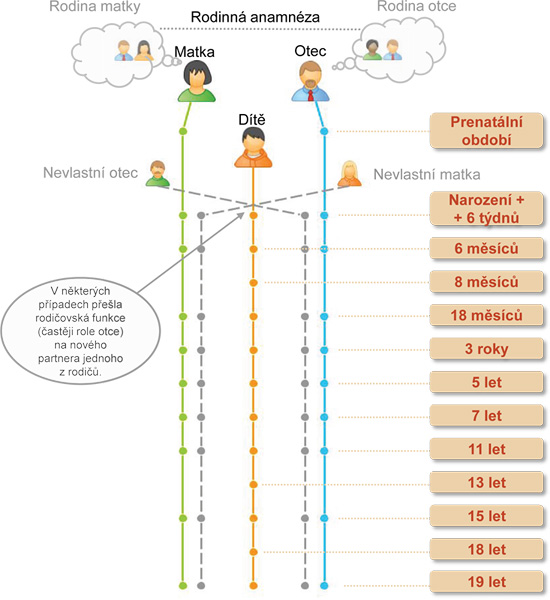 Rodina matky
Rodinná anamnéza
Rodina otce
Matka
Otec
Dítě
Prenatální
období
Nevlastní otec
Nevlastní matka
Narození +
+ 6 týdnů
6 měsíců
8 měsíců
V některých
případech přešla
rodičovská funkce
(častěji role otce)
na nového
partnera jednoho
z rodičů.
18 měsíců
3 roky
5 let
7 let
11 let
13 let
15 let
18 let
19 let